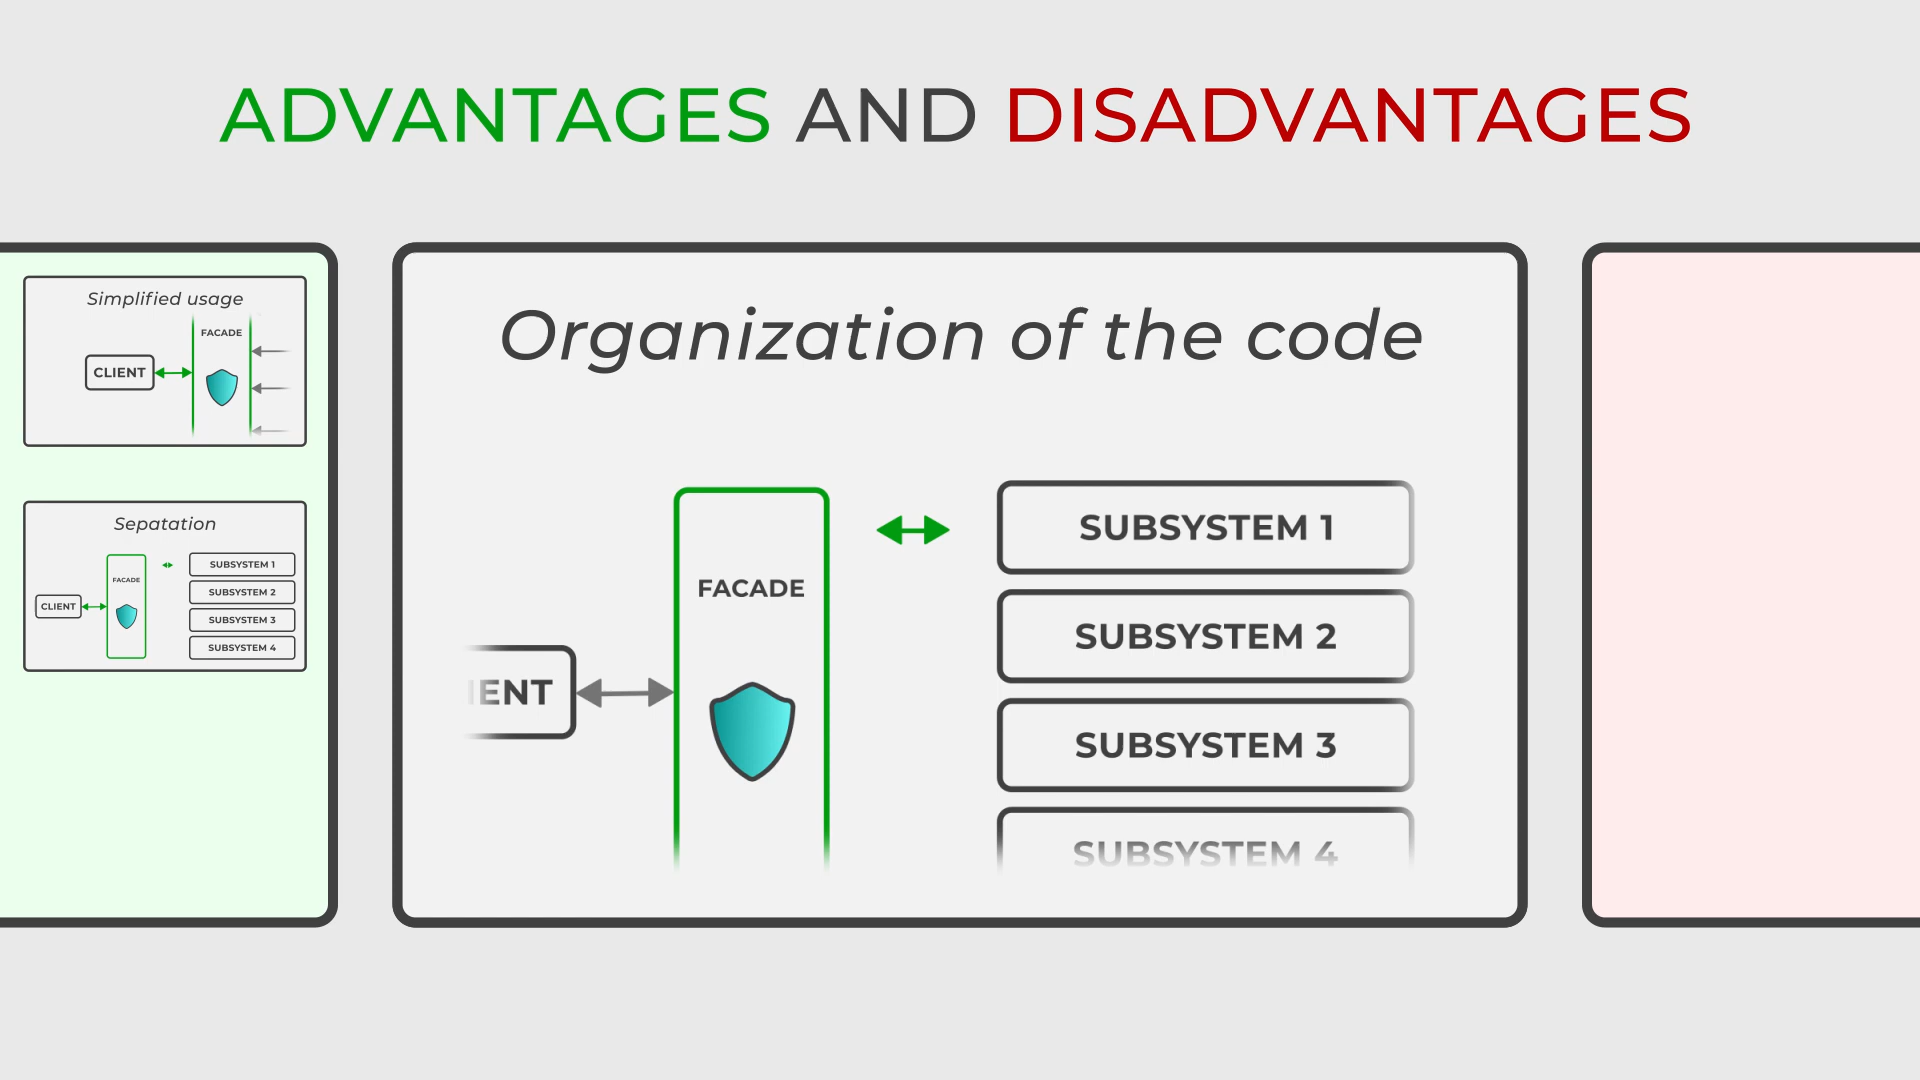 ADVANTAGES AND DISADVANTAGES
Simplified usage
FACADE
CLIENT
Sepatation
FACADE
CLIENT
SUBSYSTEM 1
SUBSYSTEM 2
SUBSYSTEM 3
SUBSYSTEM 4
Organization of the code
FACADE
IENT
SUBSYSTEM 1
SUBSYSTEM 2
SUBSYSTEM 3
SUBSYSTEM 4